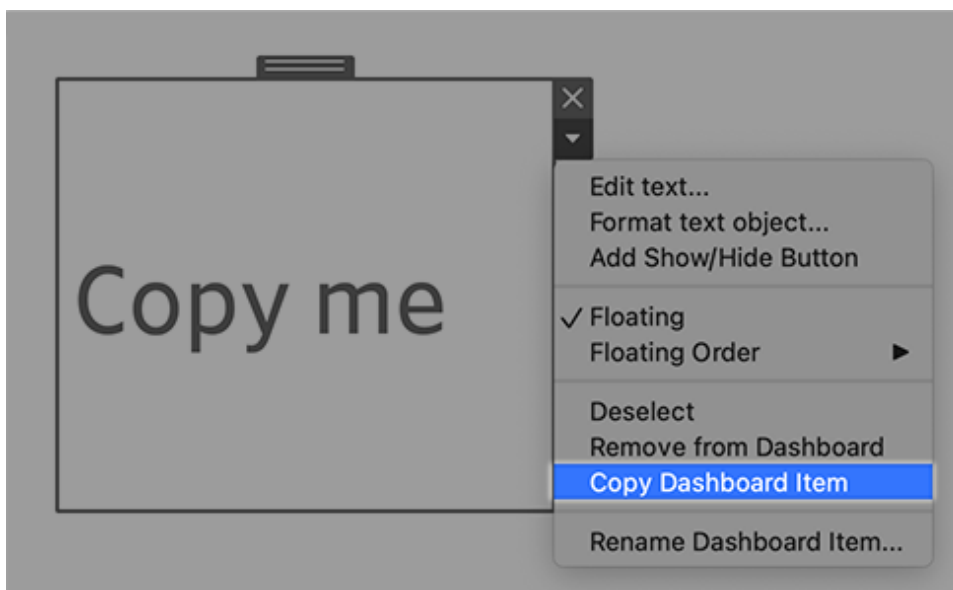 Copy me
Edit text...
Format text object...
Add Show/Hide Button
Floating
Floating Order
Deselect
Remove from Dashboard
Copy Dashboard Item
Rename Dashboard Item...